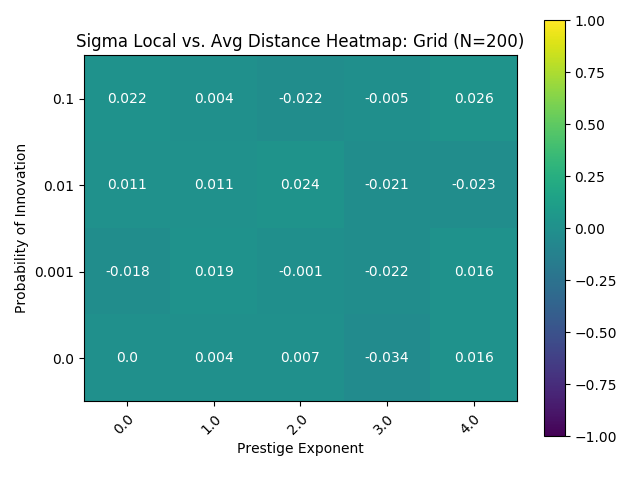 Sigma Local vs. Avg Distance Heatmap: Grid (N=200)
Probability of Innovation
0.1 0.022 0.004 -0.022 -0.005 0.026
0.01 0.011 0.011 0.024 -0.021 -0.023
0.001 -0.018 0.019 -0.001 -0.022 0.016
0.0 0.0 0.004 0.007 -0.034 0.016
0.0 1.0 2.0 3.0 4.0
Prestige Exponent
1.00
0.75
0.50
0.25
0.00
−0.25
−0.50
−0.75
−1.00